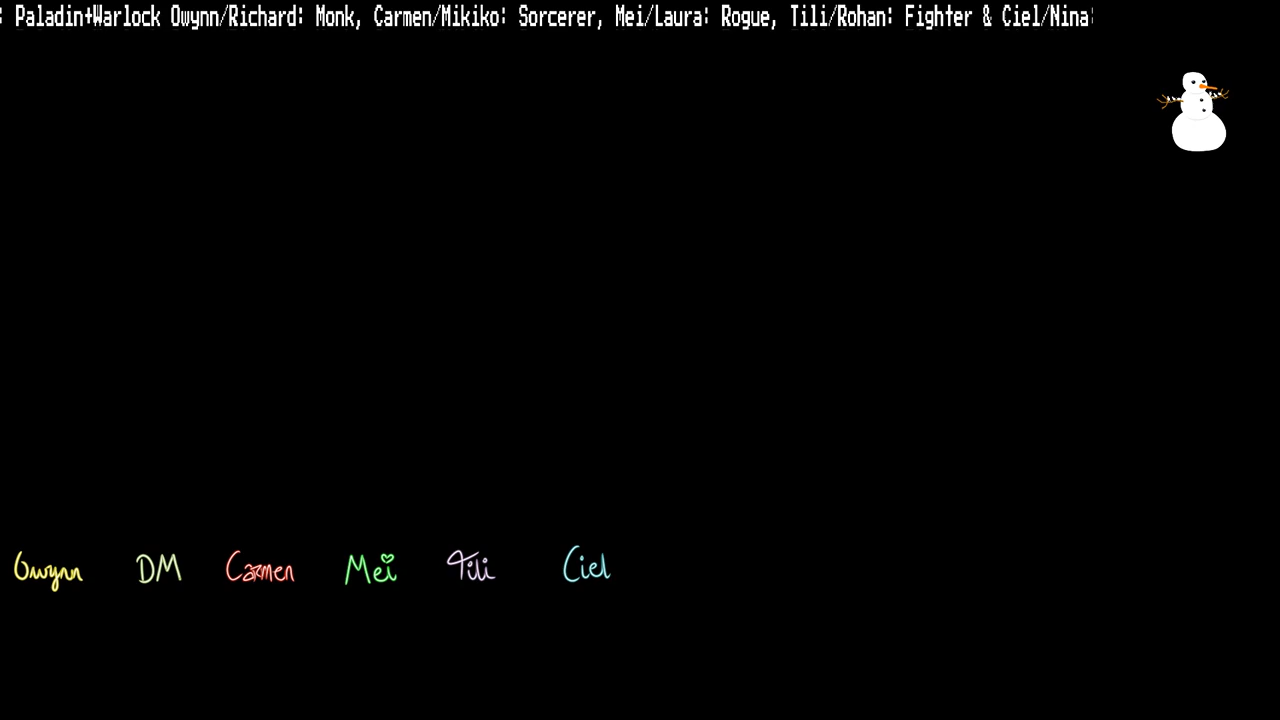 : Paladin+Warlock Owynn/Richard: Monk, Carmen/Mikiko: Sorcerer, Mei/Laura: Rogue, Tili/Rohan: Fighter & Ciel/Nina:
Owynn DM Carmen Mei Tili Ciel